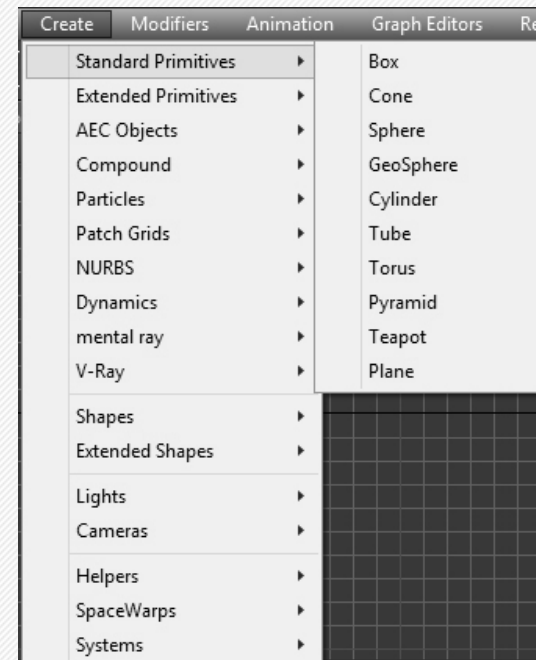 Create Modifiers Animation Graph Editors Re
Standard Primitives
Extended Primitives
AEC Objects
Compound
Particles
Patch Grids
NURBS
Dynamics
mental ray
V-Ray
Shapes
Extended Shapes
Lights
Cameras
Helpers
SpaceWarps
Systems
Box
Cone
Sphere
GeoSphere
Cylinder
Tube
Torus
Pyramid
Teapot
Plane